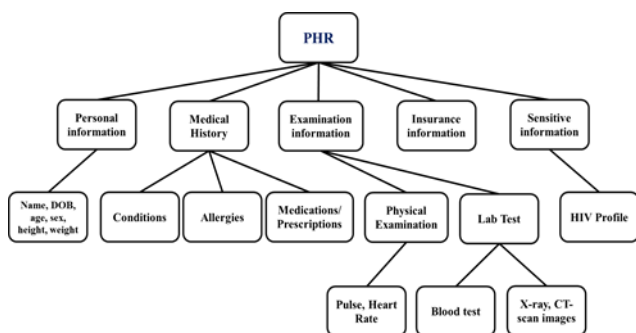 PHR
Personal
information
Medical
History
Examination
information
Insurance
information
Sensitive
information
Name, DOB,
age, sex,
height, weight
Conditions
Allergies
Medications/
Prescriptions
Physical
Examination
Lab Test
HIV Profile
Pulse, Heart
Rate
Blood test
X-ray, CT-
scan images